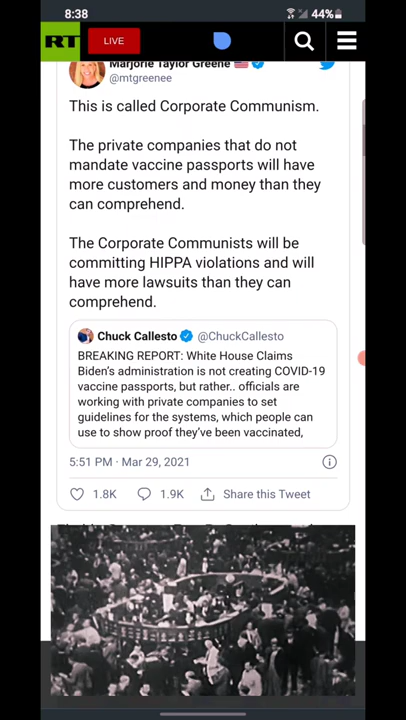 8:38
44%
RT
LIVE
Marjorie Taylor Greene
@mtgreenee
This is called Corporate Communism.
The private companies that do not
mandate vaccine passports will have
more customers and money than they
can comprehend.
The Corporate Communists will be
committing HIPPA violations and will
have more lawsuits than they can
comprehend.
Chuck Callesto @ChuckCallesto
BREAKING REPORT: White House Claims
Biden's administration is not creating COVID-19
vaccine passports, but rather.. officials are
working with private companies to set
guidelines for the systems, which people can
use to show proof they've been vaccinated,
5:51 PM · Mar 29, 2021
1.8K 1.9K Share this Tweet